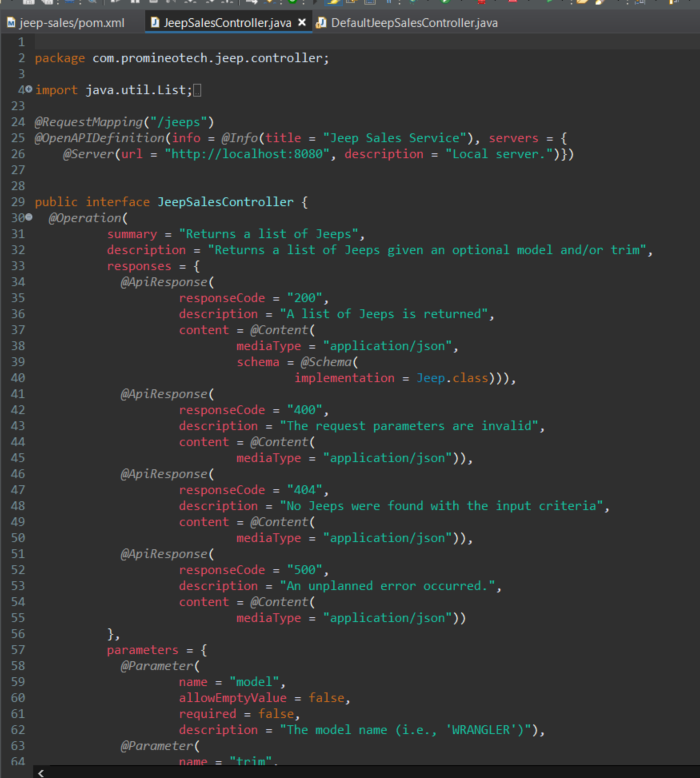 jeep-sales/pom.xml JeepSalesController.java × DefaultJeepSalesController.java
1
2 package com.promineotech.jeep.controller;
3
4 import java.util.List;
23
24 @RequestMapping("/jeeps")
25 @OpenAPIDefinition(info = @Info(title = "Jeep Sales Service"), servers = {
26 @Server(url = "http://localhost:8080", description = "Local server.")})
27
28
29 public interface JeepSalesController {
30 @Operation(
31 summary = "Returns a list of Jeeps",
32 description = "Returns a list of Jeeps given an optional model and/or trim",
33 responses = {
34 @ApiResponse(
35 responseCode = "200",
36 description = "A list of Jeeps is returned",
37 content = @Content(
38 mediaType = "application/json",
39 schema = @Schema(
40 implementation = Jeep.class))),
41 @ApiResponse(
42 responseCode = "400",
43 description = "The request parameters are invalid",
44 content = @Content(
45 mediaType = "application/json")),
46 @ApiResponse(
47 responseCode = "404",
48 description = "No Jeeps were found with the input criteria",
49 content = @Content(
50 mediaType = "application/json")),
51 @ApiResponse(
52 responseCode = "500",
53 description = "An unplanned error occurred.",
54 content = @Content(
55 mediaType = "application/json"))
56 },
57 parameters = {
58 @Parameter(
59 name = "model",
60 allowEmptyValue = false,
61 required = false,
62 description = "The model name (i.e., 'WRANGLER')"),
63 @Parameter(
64 name = "trim",